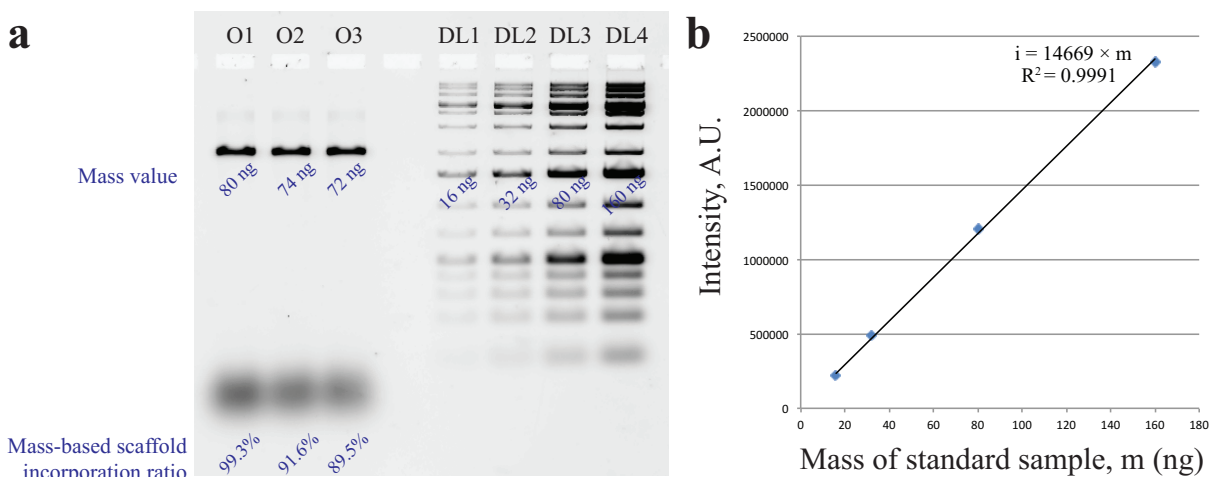 a
O1 O2 O3 DL1 DL2 DL3 DL4
Mass value
80 ng 74 ng 72 ng 16 ng 32 ng 80 ng 160 ng
Mass-based scaffold
incorporation ratio
99.3% 91.6% 89.5%
b
i = 14669 × m
R² = 0.9991
Intensity, A.U.
2500000
2000000
1500000
1000000
500000
0
0 20 40 60 80 100 120 140 160 180
Mass of standard sample, m (ng)